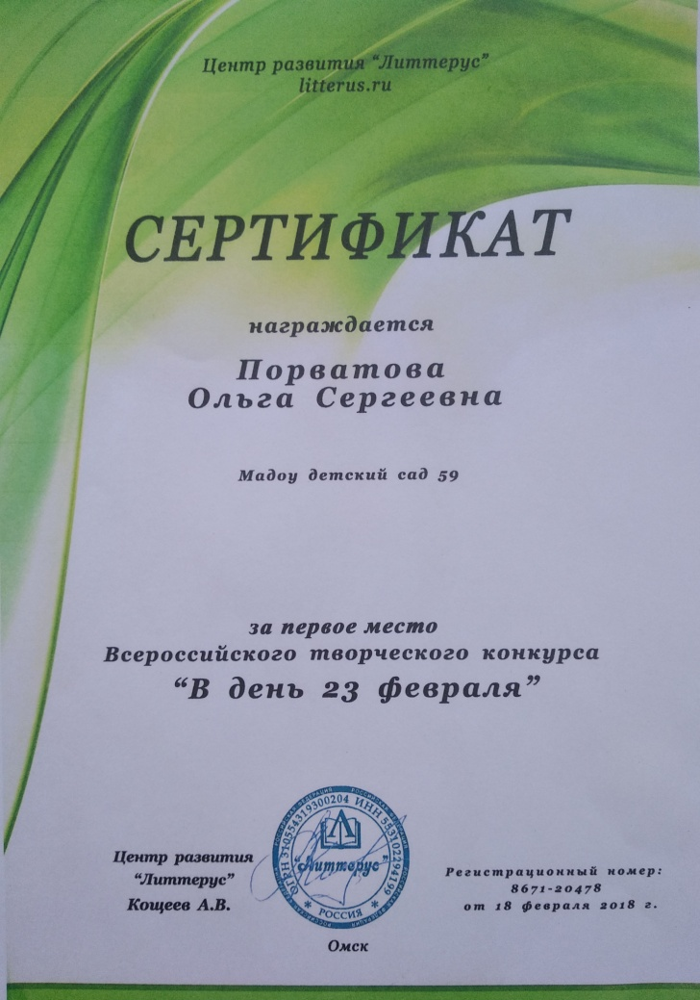 Центр развития “Литтерус”
litterus.ru
СЕРТИФИКАТ
награждается
Порватова
Ольга Сергеевна
Мадоу детский сад 59
за первое место
Всероссийского творческого конкурса
“В день 23 февраля”
Центр развития
“Литтерус”
Кощеев А.В.
ОГРН 310554319300204 ИНН 553102294199
“Литтерус”
* РОССИЯ *
Регистрационный номер:
8671-20478
от 18 февраля 2018 г.
Омск